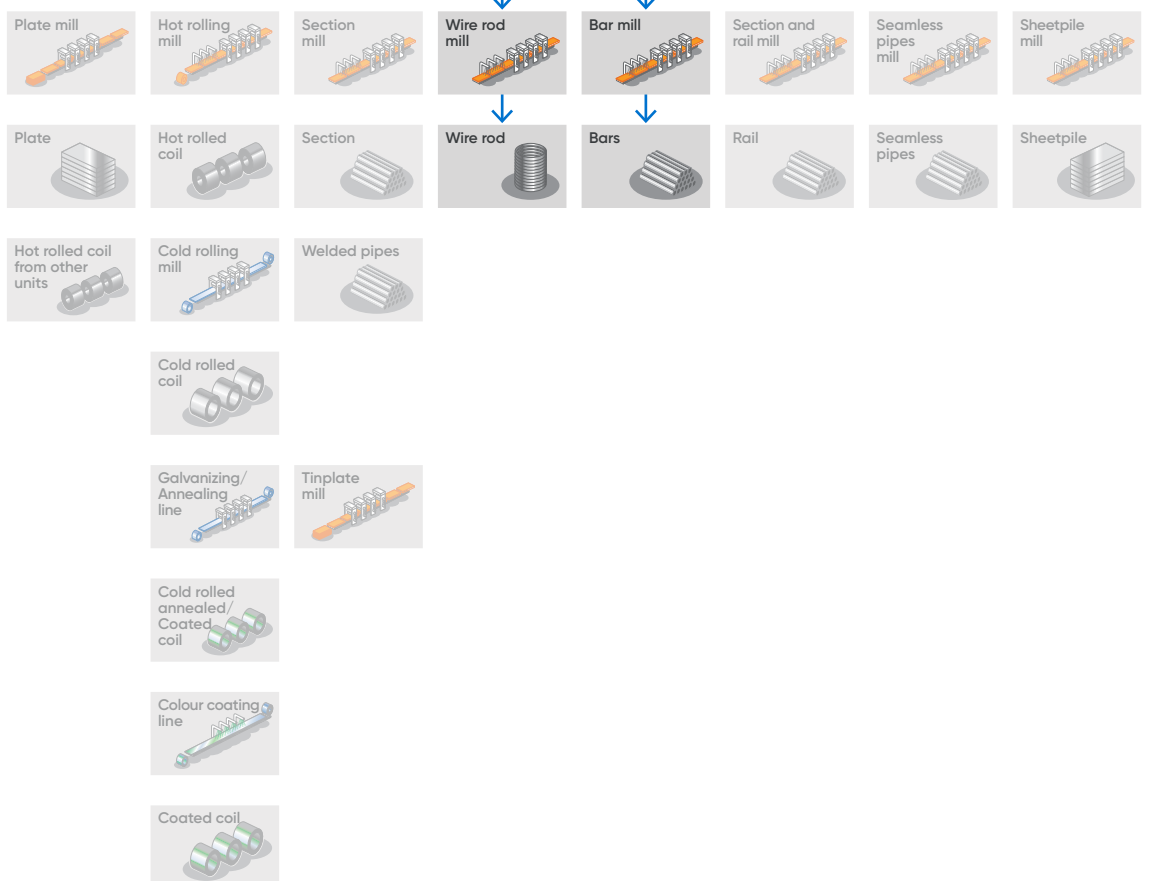 Plate mill
Hot rolling
mill
Section
mill
Wire rod
mill
Bar mill
Section and
rail mill
Seamless
pipes
mill
Sheetpile
mill
Plate
Hot rolled
coil
Section
Wire rod
Bars
Rail
Seamless
pipes
Sheetpile
Hot rolled coil
from other
units
Cold rolling
mill
Welded pipes
Cold rolled
coil
Galvanizing/
Annealing
line
Tinplate
mill
Cold rolled
annealed/
Coated
coil
Colour coating
line
Coated coil